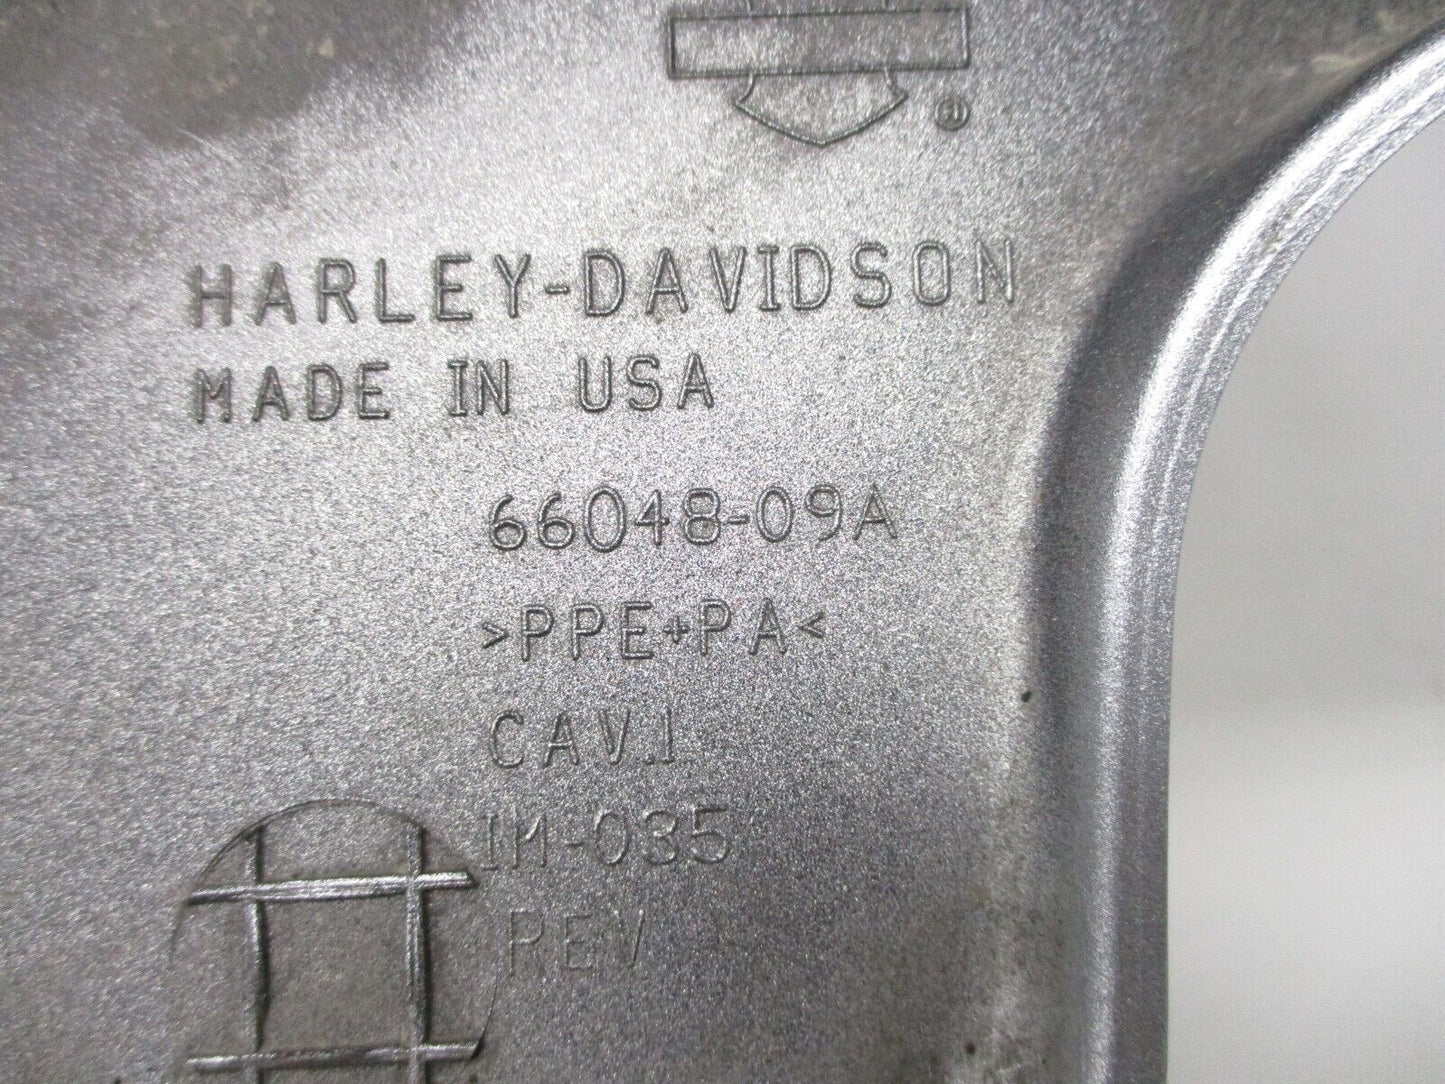 ®
HARLEY-DAVIDSON
MADE IN USA
66048-09A
>PPE+PA<
CAV.1
IM-035
REV